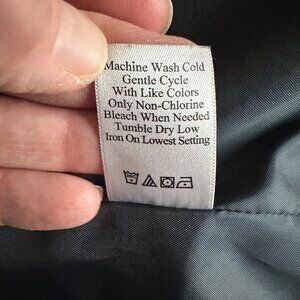 Machine Wash Cold
Gentle Cycle
With Like Colors
Only Non-Chlorine
Bleach When Needed
Tumble Dry Low
Iron On Lowest Setting